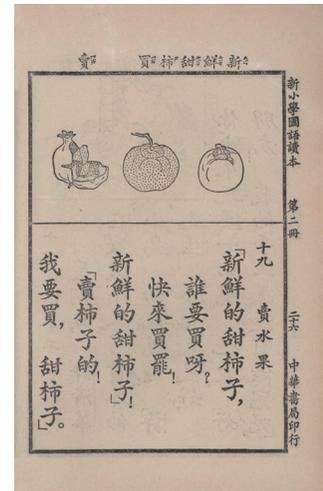 新鮮甜柿買賣
新小學國語讀本 第二冊 二十六 中華書局印行
十九 賣水果
「新鮮的甜柿子，
誰要買呀？
快來買罷！
新鮮的甜柿子！」
「賣柿子的！
我要買，甜柿子。